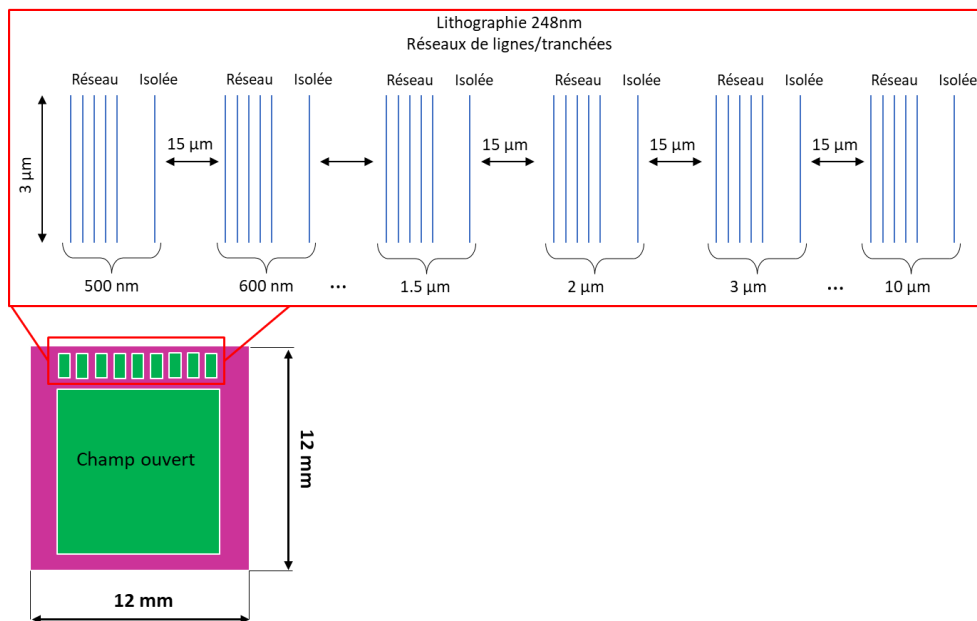 Lithographie 248nm
Réseaux de lignes/tranchées
Réseau Isolée Réseau Isolée Réseau Isolée Réseau Isolée Réseau Isolée Réseau Isolée
15 µm 15 µm 15 µm 15 µm
3 µm
500 nm 600 nm ... 1.5 µm 2 µm 3 µm ... 10 µm
Champ ouvert
12 mm
12 mm